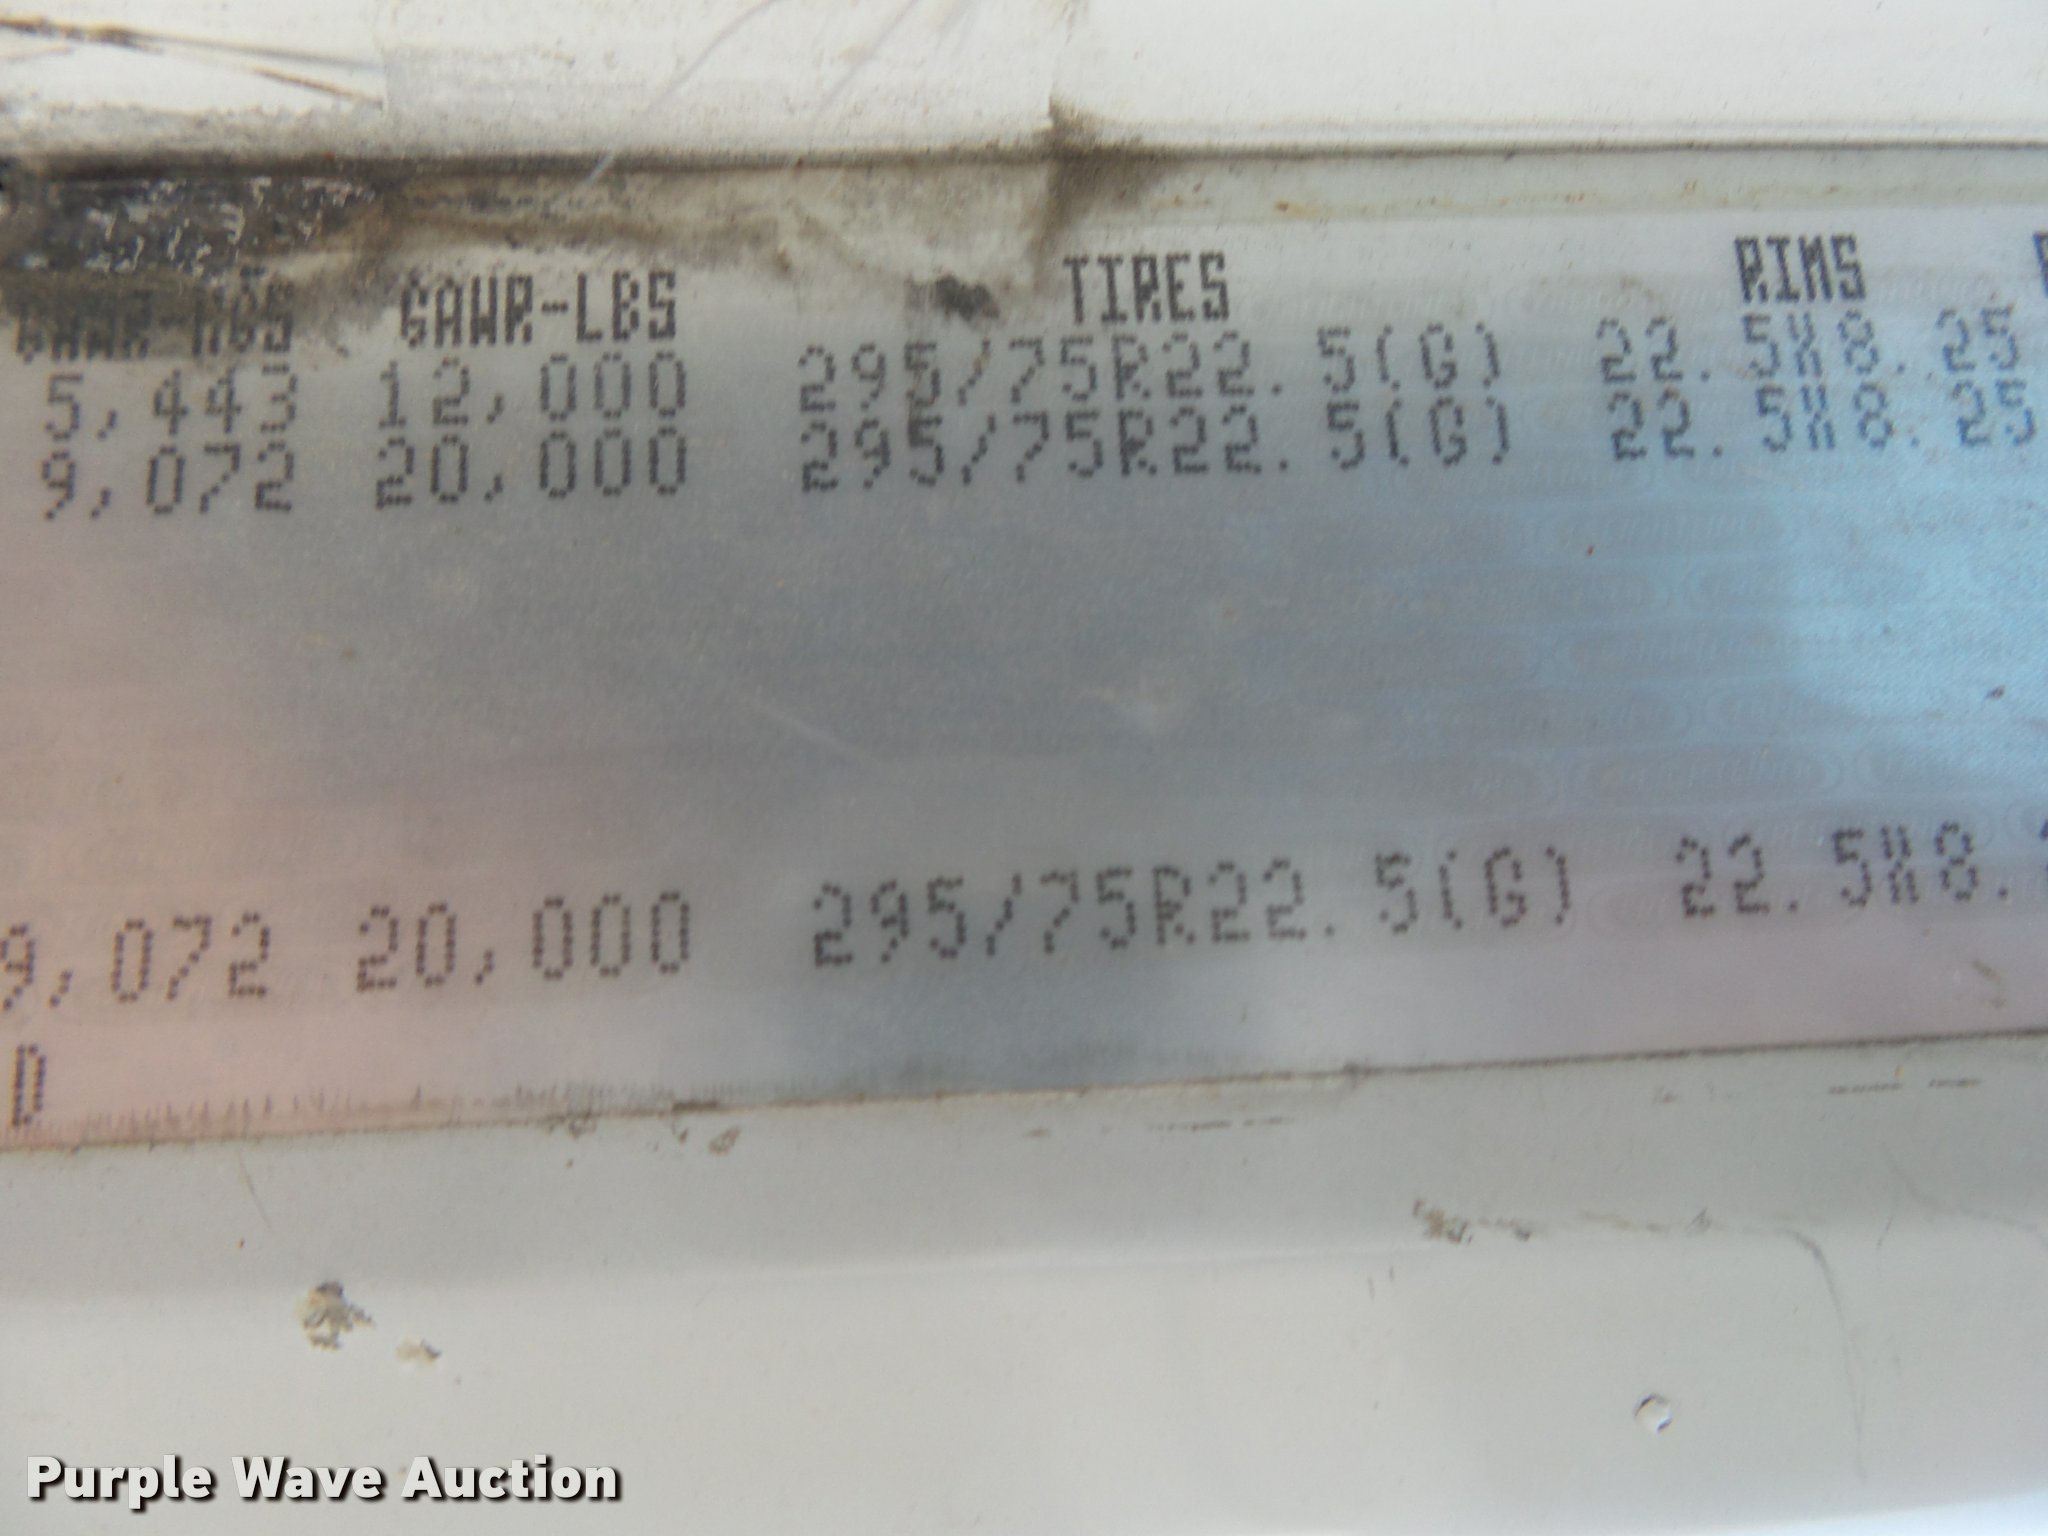 GAWR-KGS GAWR-LBS TIRES RIMS
5,443 12,000 295/75R22.5(G) 22.5X8.25
9,072 20,000 295/75R22.5(G) 22.5X8.25
9,072 20,000 295/75R22.5(G) 22.5X8.
D
Purple Wave Auction